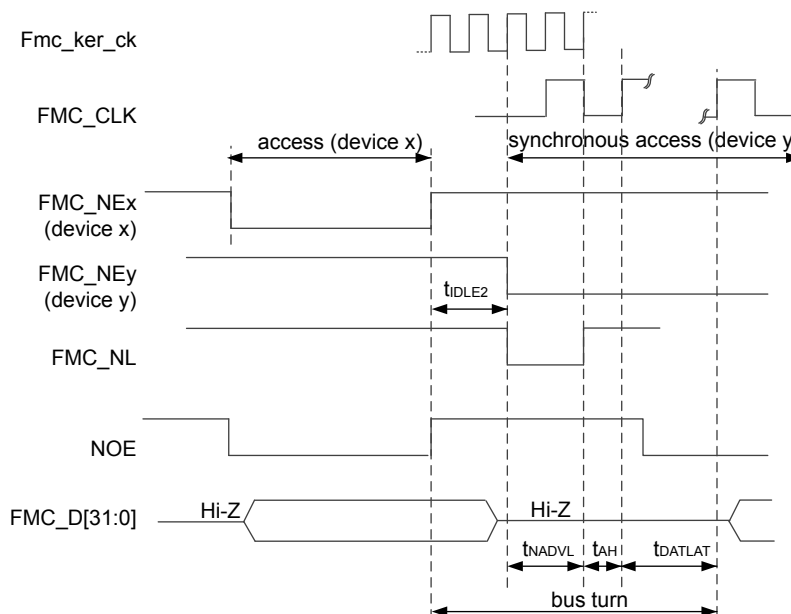 Fmc_ker_ck
FMC_CLK
access (device x)
synchronous access (device y
FMC_NEx
(device x)
FMC_NEy
(device y)
tIDLE2
FMC_NL
NOE
FMC_D[31:0]
Hi-Z
Hi-Z
tNADVL
tAH
tDATLAT
bus turn